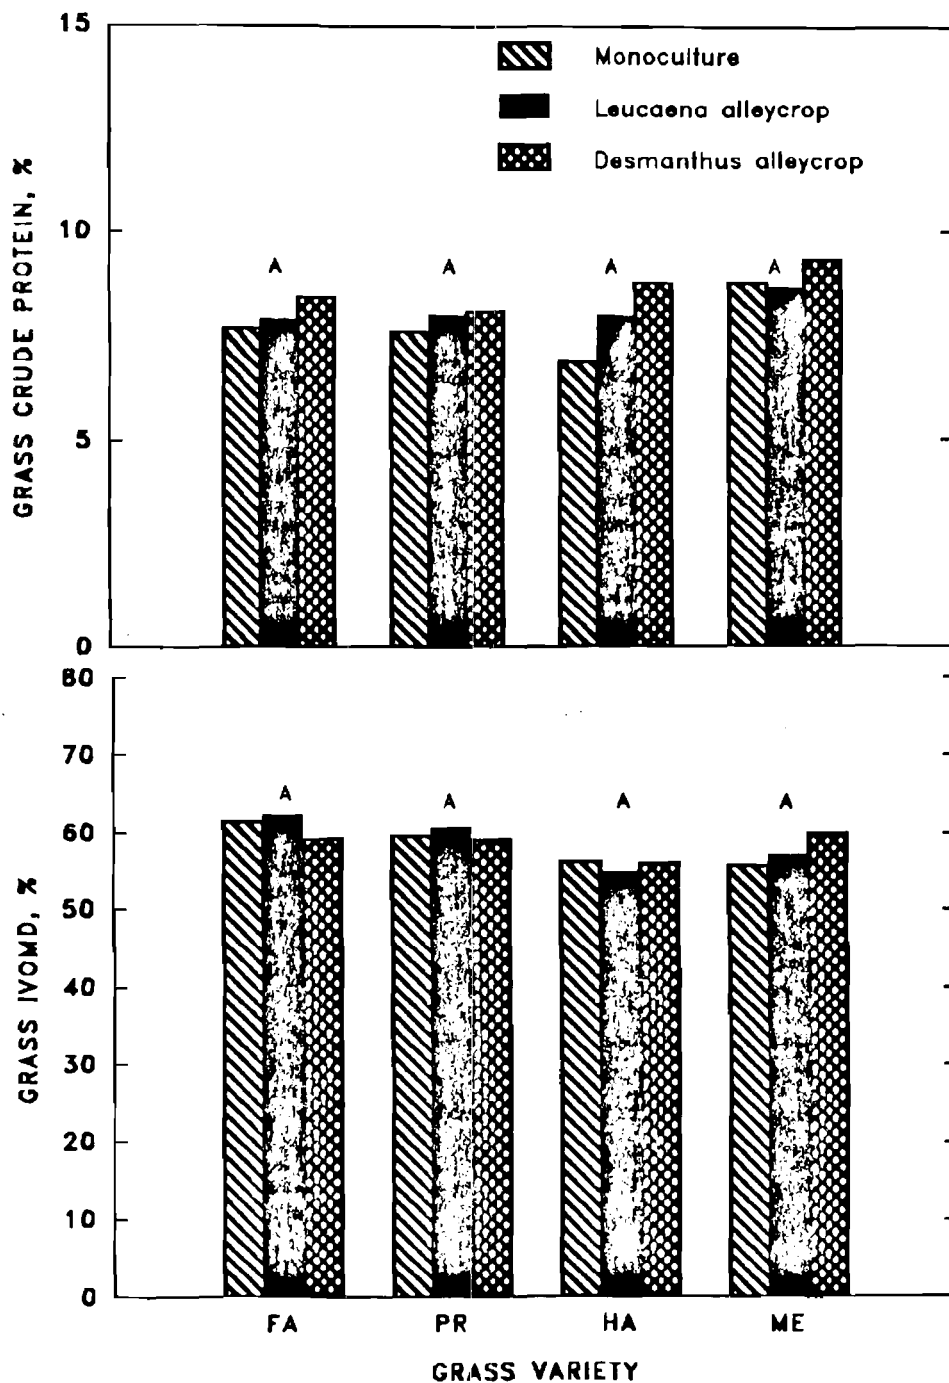 15
Monoculture
Leucaena alleycrop
Desmanthus alleycrop
GRASS CRUDE PROTEIN, %
10
A A A A
5
0
80
70
A A A A
60
GRASS IVOMD, %
50
40
30
20
10
0
FA PR HA ME
GRASS VARIETY